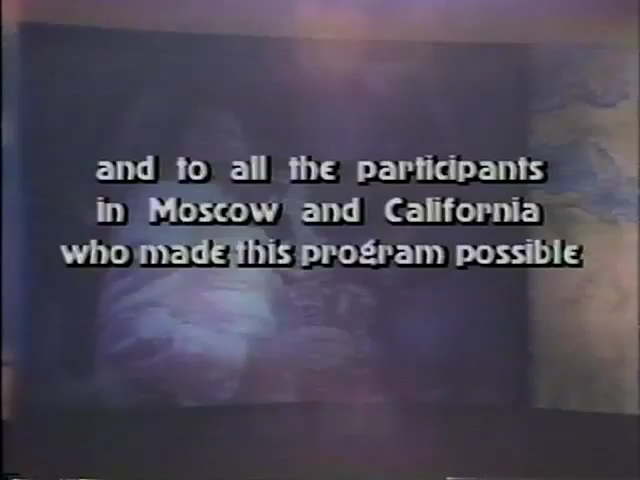 and to all the participants
in Moscow and California
who made this program possible